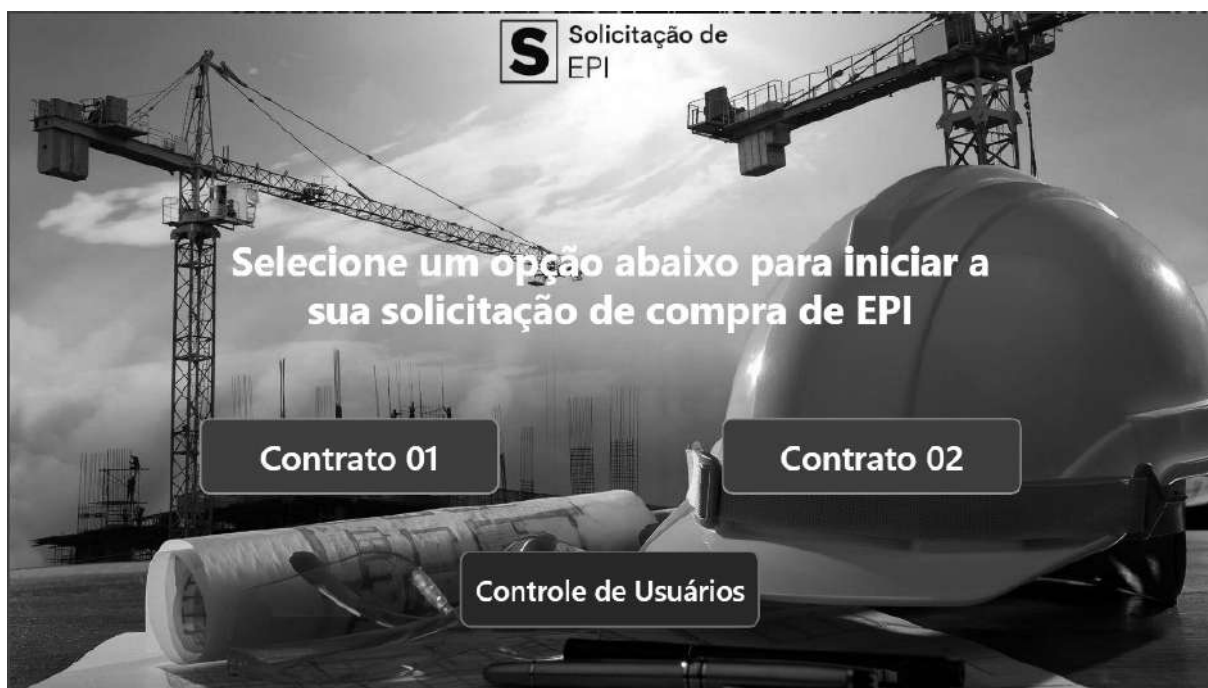 S
Solicitação de
EPI
Selecione um opção abaixo para iniciar a
sua solicitação de compra de EPI
Contrato 01
Contrato 02
Controle de Usuários